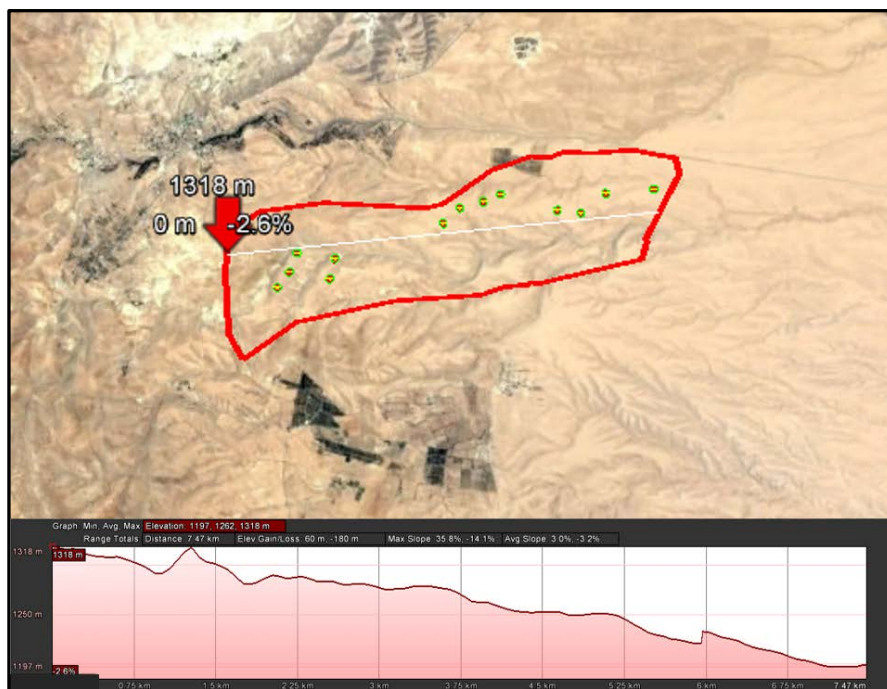 1318 m
0 m -2.6%
Graph: Min, Avg, Max Elevation: 1197, 1262, 1318 m
Range Totals: Distance: 7.47 km Elev Gain/Loss: 60 m, -180 m Max Slope: 35.8%, -14.1% Avg Slope: 3.0%, -3.2%
1318 m 1318 m
1250 m
1197 m
-2.6%
0.75 km 1.5 km 2.25 km 3 km 3.75 km 4.5 km 5.25 km 6 km 6.75 km 7.47 km